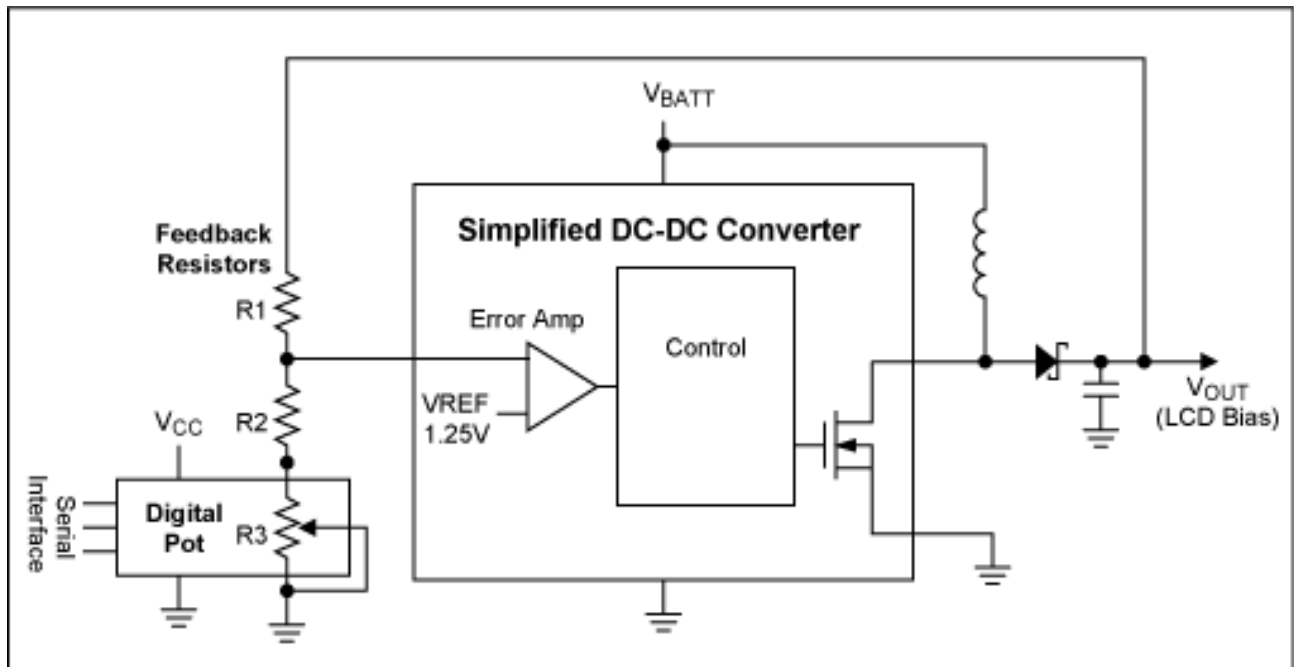 VBATT
Simplified DC-DC Converter
Feedback
Resistors
R1
Error Amp
Control
VREF
1.25V
R2
VCC
VOUT
(LCD Bias)
Serial
Interface
Digital
Pot
R3